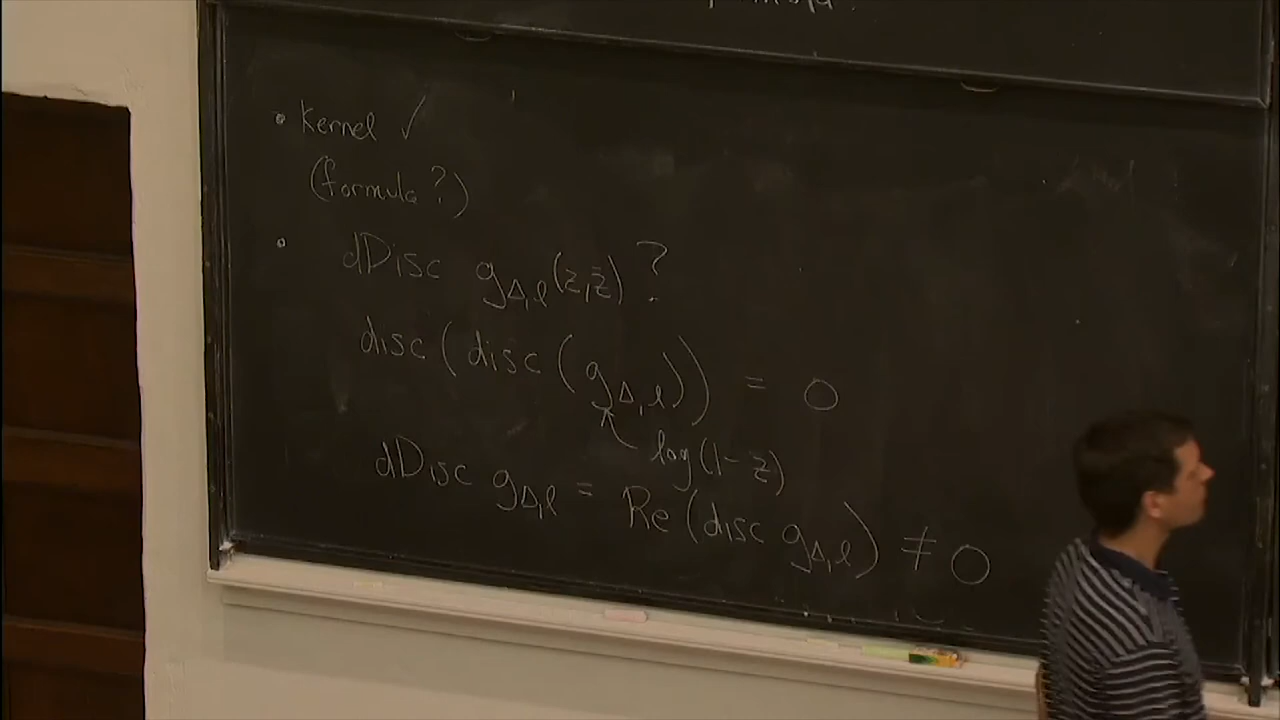 • Kernel ✓
(formula?)
• dDisc g_{Δ,ℓ}(z,z̄)?
disc(disc(g_{Δ,ℓ})) = 0
↖ log(1-z)
dDisc g_{Δ,ℓ} = Re(disc g_{Δ,ℓ}) ≠ 0